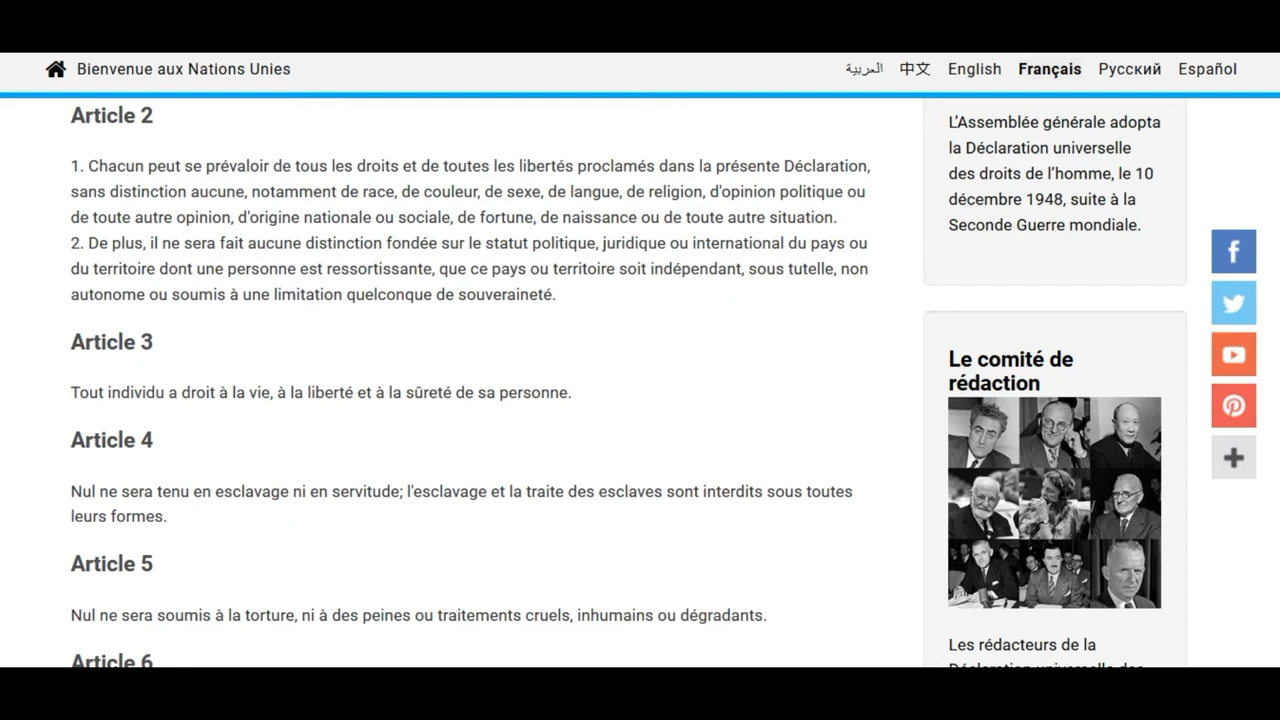 Bienvenue aux Nations Unies
العربية 中文 English Français Русский Español
Article 2
1. Chacun peut se prévaloir de tous les droits et de toutes les libertés proclamés dans la présente Déclaration,
sans distinction aucune, notamment de race, de couleur, de sexe, de langue, de religion, d'opinion politique ou
de toute autre opinion, d'origine nationale ou sociale, de fortune, de naissance ou de toute autre situation.
2. De plus, il ne sera fait aucune distinction fondée sur le statut politique, juridique ou international du pays ou
du territoire dont une personne est ressortissante, que ce pays ou territoire soit indépendant, sous tutelle, non
autonome ou soumis à une limitation quelconque de souveraineté.
Article 3
Tout individu a droit à la vie, à la liberté et à la sûreté de sa personne.
Article 4
Nul ne sera tenu en esclavage ni en servitude; l'esclavage et la traite des esclaves sont interdits sous toutes
leurs formes.
Article 5
Nul ne sera soumis à la torture, ni à des peines ou traitements cruels, inhumains ou dégradants.
Article 6
L'Assemblée générale adopta
la Déclaration universelle
des droits de l'homme, le 10
décembre 1948, suite à la
Seconde Guerre mondiale.
Le comité de
rédaction
Les rédacteurs de la
Déclaration universelle des